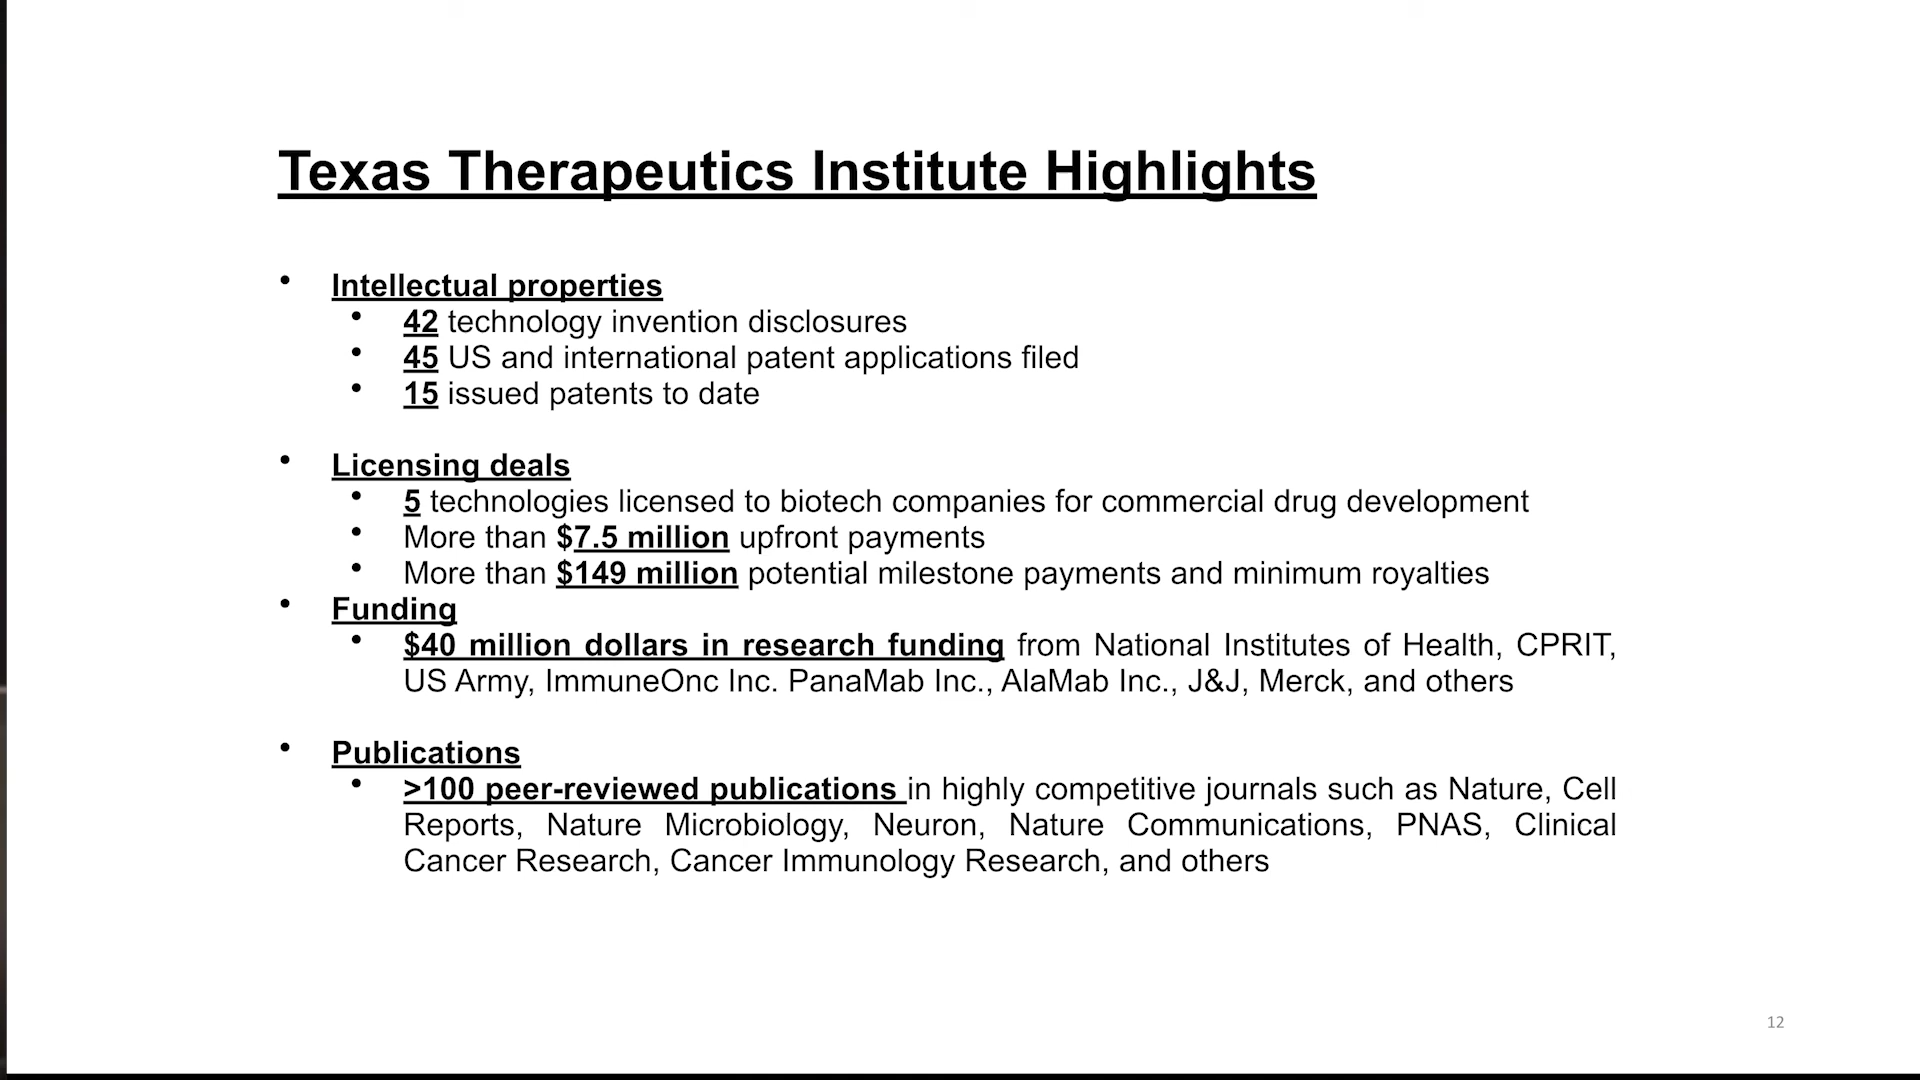 Texas Therapeutics Institute Highlights
• Intellectual properties
• 42 technology invention disclosures
• 45 US and international patent applications filed
• 15 issued patents to date
• Licensing deals
• 5 technologies licensed to biotech companies for commercial drug development
• More than $7.5 million upfront payments
• More than $149 million potential milestone payments and minimum royalties
• Funding
• $40 million dollars in research funding from National Institutes of Health, CPRIT,
US Army, ImmuneOnc Inc. PanaMab Inc., AlaMab Inc., J&J, Merck, and others
• Publications
• >100 peer-reviewed publications in highly competitive journals such as Nature, Cell
Reports, Nature Microbiology, Neuron, Nature Communications, PNAS, Clinical
Cancer Research, Cancer Immunology Research, and others
12